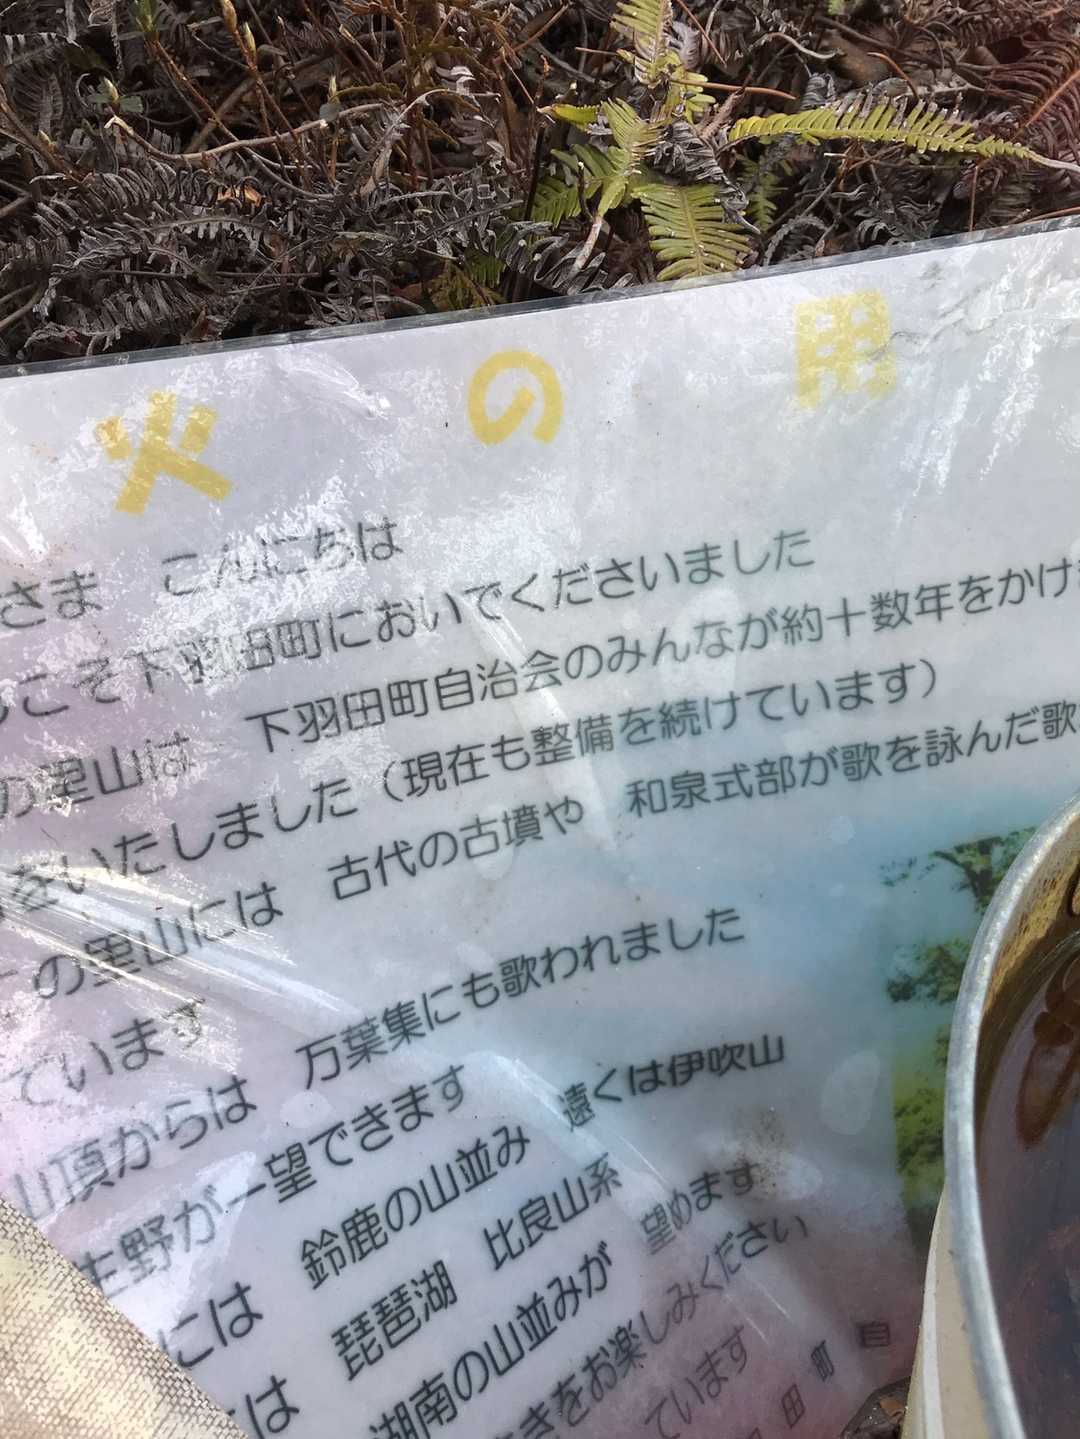 火の用
さま　こんにちは
こそ下羽田町においでくださいました
の里山は　下羽田町自治会のみんなが約十数年をかけ
をいたしました（現在も整備を続けています）
の里山には　古代の古墳や　和泉式部が歌を詠んだ歌
ています
山頂からは　万葉集にも歌われました
生野が一望できます
には　鈴鹿の山並み　遠くは伊吹山
は　琵琶湖　比良山系
湖南の山並みが　望めます
きをお楽しみください
ています
田町自